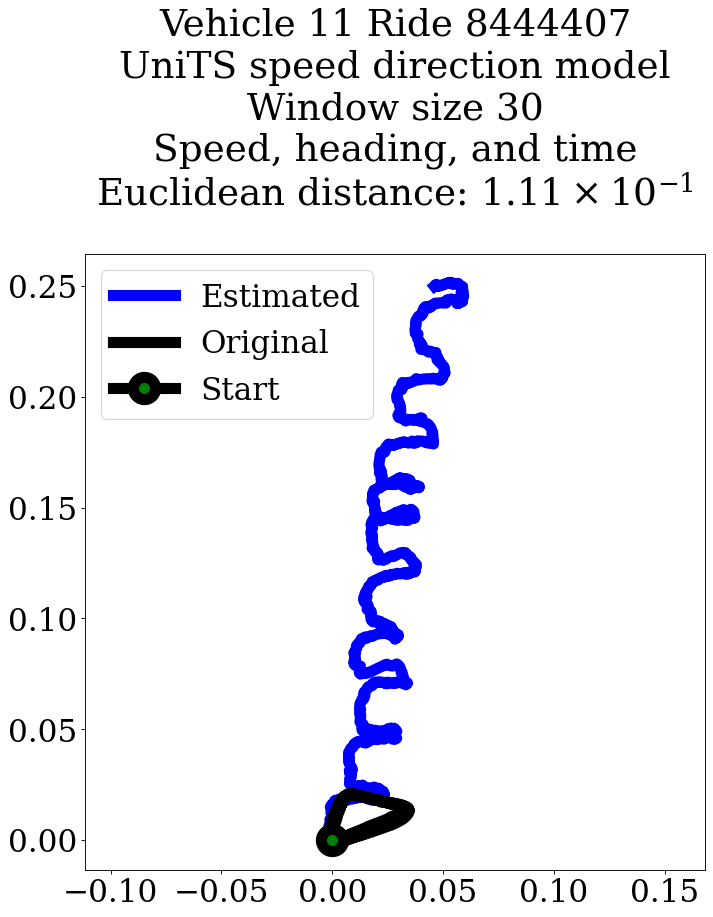 Vehicle 11 Ride 8444407
UniTS speed direction model
Window size 30
Speed, heading, and time
Euclidean distance: 1.11 × 10⁻¹
Estimated
Original
Start
0.25
0.20
0.15
0.10
0.05
0.00
−0.10 −0.05 0.00 0.05 0.10 0.15